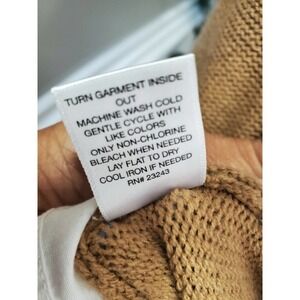 TURN GARMENT INSIDE
OUT
MACHINE WASH COLD
GENTLE CYCLE WITH
LIKE COLORS
ONLY NON-CHLORINE
BLEACH WHEN NEEDED
LAY FLAT TO DRY
COOL IRON IF NEEDED
RN# 23243